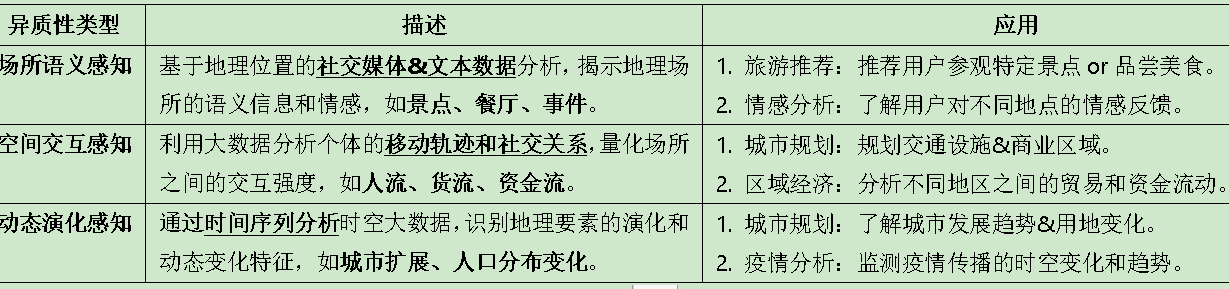 异质性类型
描述
应用
场所语义感知
基于地理位置的社交媒体&文本数据分析，揭示地理场
所的语义信息和情感，如景点、餐厅、事件。
1. 旅游推荐：推荐用户参观特定景点 or 品尝美食。
2. 情感分析：了解用户对不同地点的情感反馈。
空间交互感知
利用大数据分析个体的移动轨迹和社交关系，量化场所
之间的交互强度，如人流、货流、资金流。
1. 城市规划：规划交通设施&商业区域。
2. 区域经济：分析不同地区之间的贸易和资金流动。
动态演化感知
通过时间序列分析时空大数据，识别地理要素的演化和
动态变化特征，如城市扩展、人口分布变化。
1. 城市规划：了解城市发展趋势&用地变化。
2. 疫情分析：监测疫情传播的时空变化和趋势。